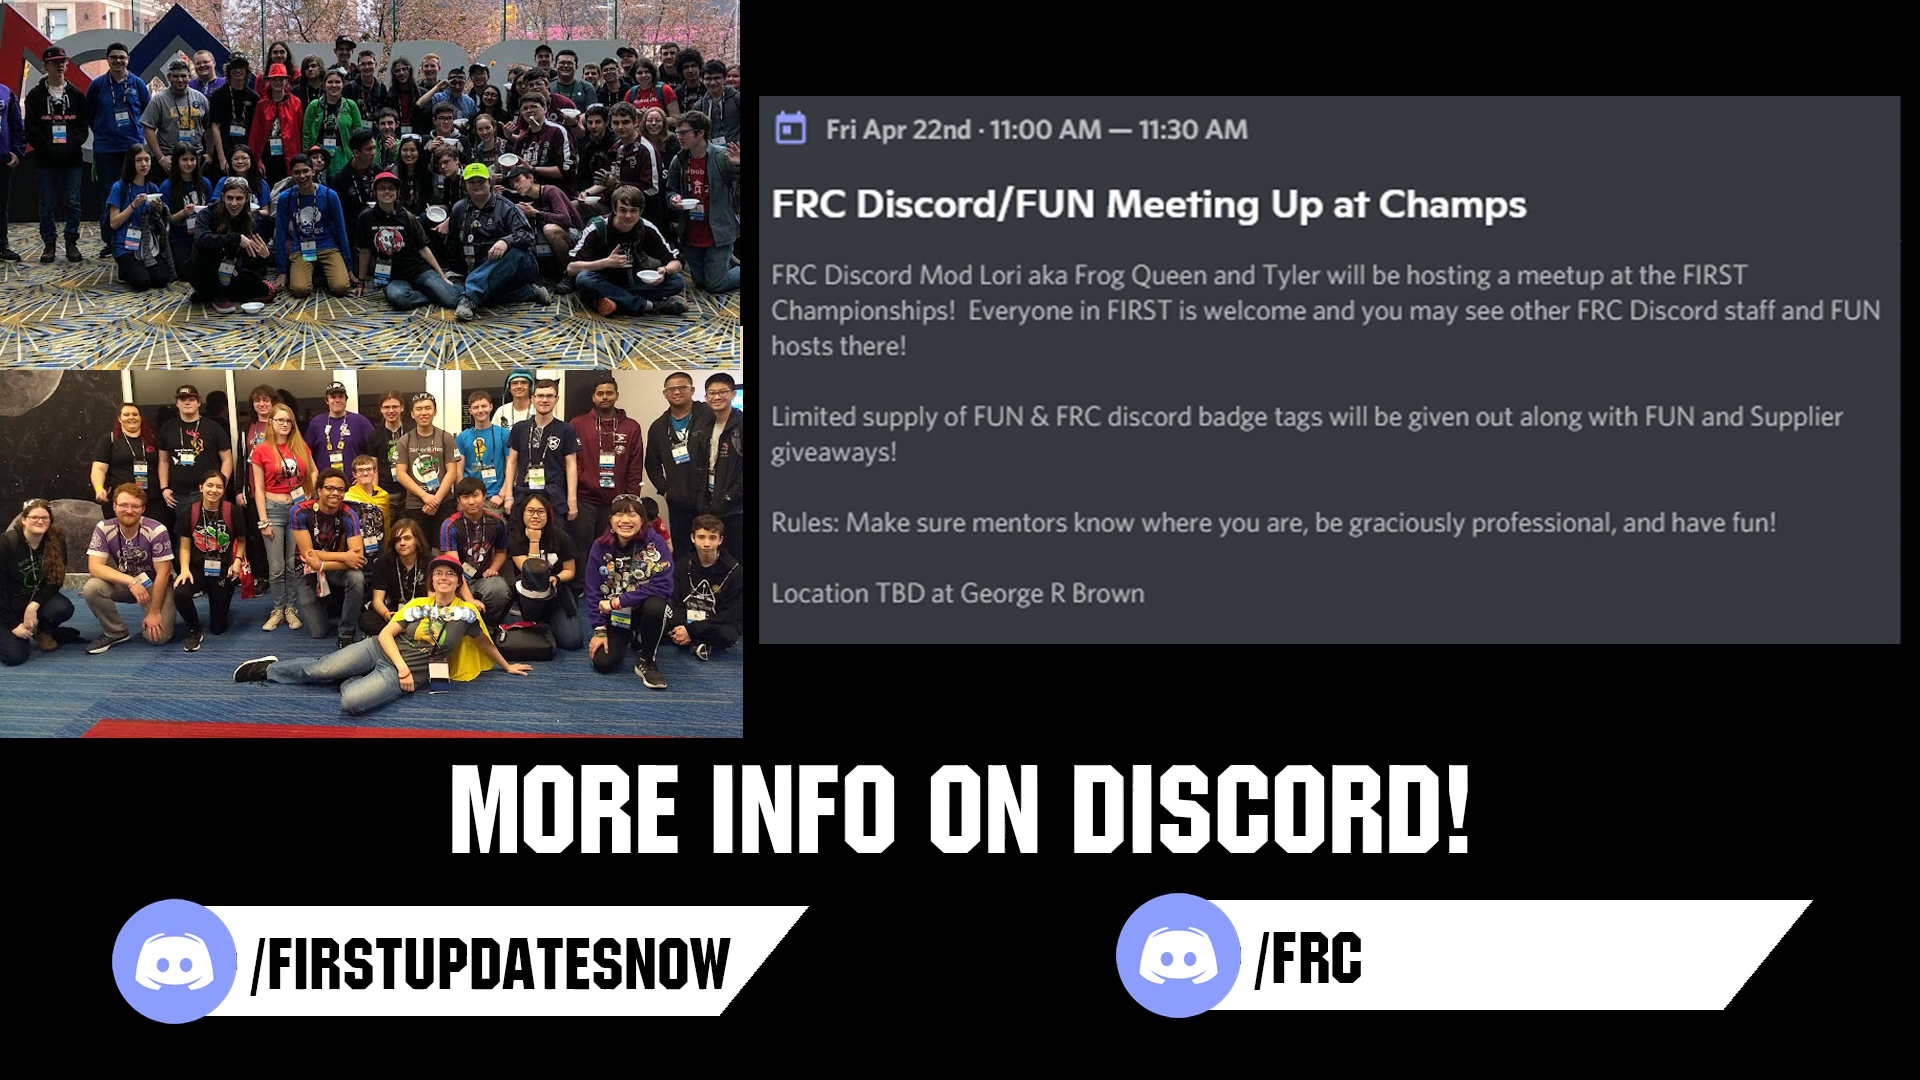 Fri Apr 22nd · 11:00 AM — 11:30 AM
FRC Discord/FUN Meeting Up at Champs
FRC Discord Mod Lori aka Frog Queen and Tyler will be hosting a meetup at the FIRST
Championships!  Everyone in FIRST is welcome and you may see other FRC Discord staff and FUN
hosts there!
Limited supply of FUN & FRC discord badge tags will be given out along with FUN and Supplier
giveaways!
Rules: Make sure mentors know where you are, be graciously professional, and have fun!
Location TBD at George R Brown
MORE INFO ON DISCORD!
/FIRSTUPDATESNOW
/FRC